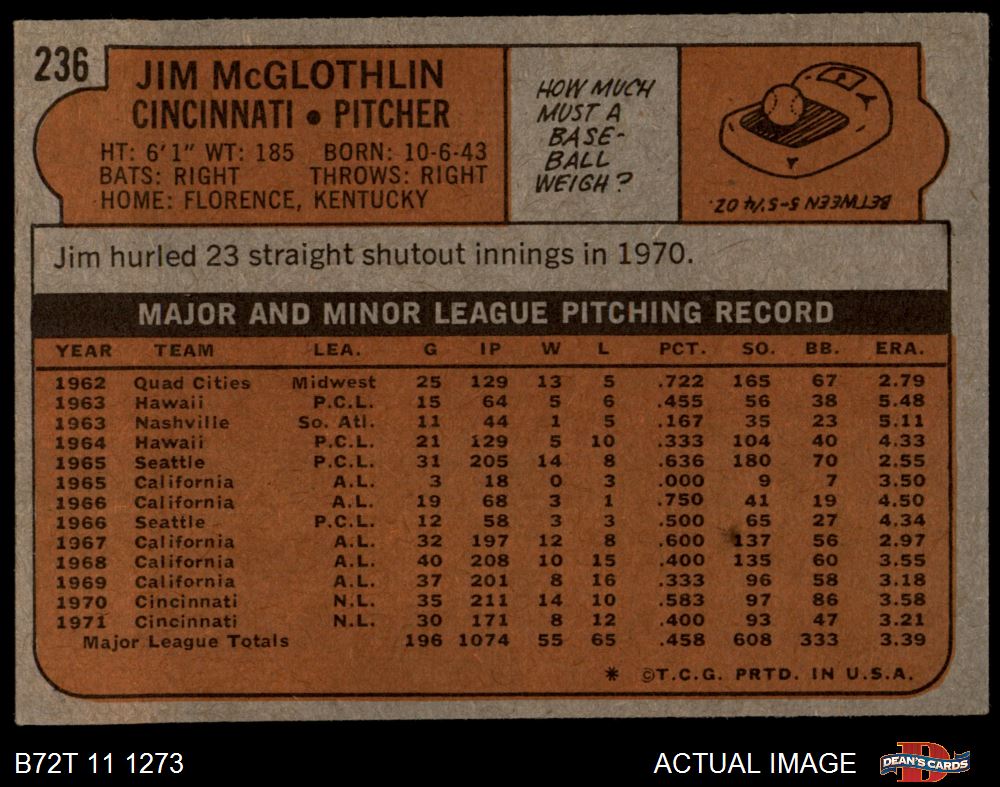 236
JIM McGLOTHLIN
CINCINNATI • PITCHER
HT: 6'1" WT: 185 BORN: 10-6-43
BATS: RIGHT THROWS: RIGHT
HOME: FLORENCE, KENTUCKY
HOW MUCH
MUST A
BASE-
BALL
WEIGH?
BETWEEN 5-5¼ OZ.
Jim hurled 23 straight shutout innings in 1970.
MAJOR AND MINOR LEAGUE PITCHING RECORD
YEAR TEAM LEA. G IP W L PCT. SO. BB. ERA.
1962 Quad Cities Midwest 25 129 13 5 .722 165 67 2.79
1963 Hawaii P.C.L. 15 64 5 6 .455 56 38 5.48
1963 Nashville So. Atl. 11 44 1 5 .167 35 23 5.11
1964 Hawaii P.C.L. 21 129 5 10 .333 104 40 4.33
1965 Seattle P.C.L. 31 205 14 8 .636 180 70 2.55
1965 California A.L. 3 18 0 3 .000 9 7 3.50
1966 California A.L. 19 68 3 1 .750 41 19 4.50
1966 Seattle P.C.L. 12 58 3 3 .500 65 27 4.34
1967 California A.L. 32 197 12 8 .600 137 56 2.97
1968 California A.L. 40 208 10 15 .400 135 60 3.55
1969 California A.L. 37 201 8 16 .333 96 58 3.18
1970 Cincinnati N.L. 35 211 14 10 .583 97 86 3.58
1971 Cincinnati N.L. 30 171 8 12 .400 93 47 3.21
Major League Totals 196 1074 55 65 .458 608 333 3.39
* ©T.C.G. PRTD. IN U.S.A.
B72T 11 1273
ACTUAL IMAGE
D
DEAN'S CARDS